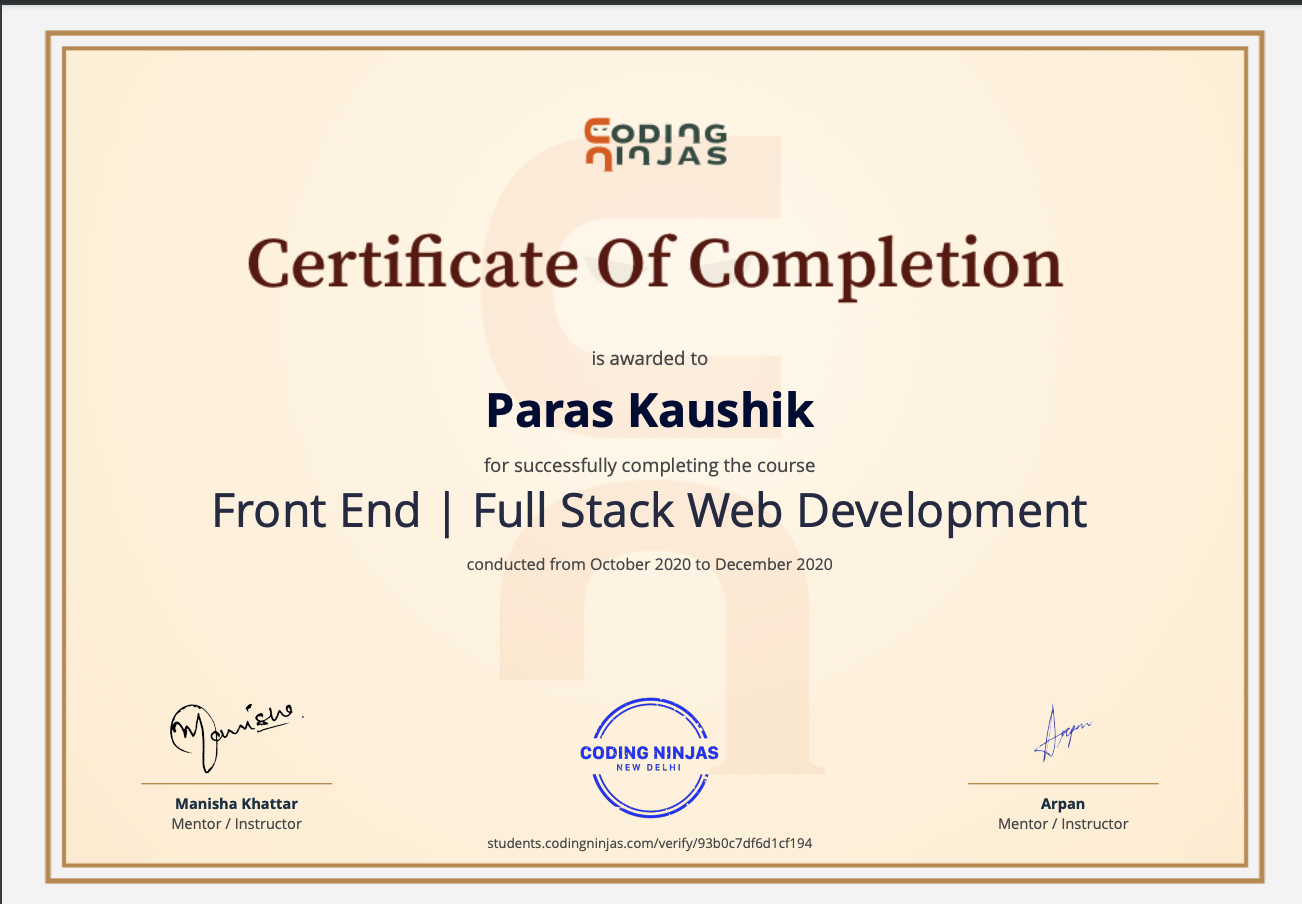 CODING
NINJAS
Certificate Of Completion
is awarded to
Paras Kaushik
for successfully completing the course
Front End | Full Stack Web Development
conducted from October 2020 to December 2020
Manisha.
Arpan
CODING NINJAS
NEW DELHI
Manisha Khattar
Mentor / Instructor
Arpan
Mentor / Instructor
students.codingninjas.com/verify/93b0c7df6d1cf194